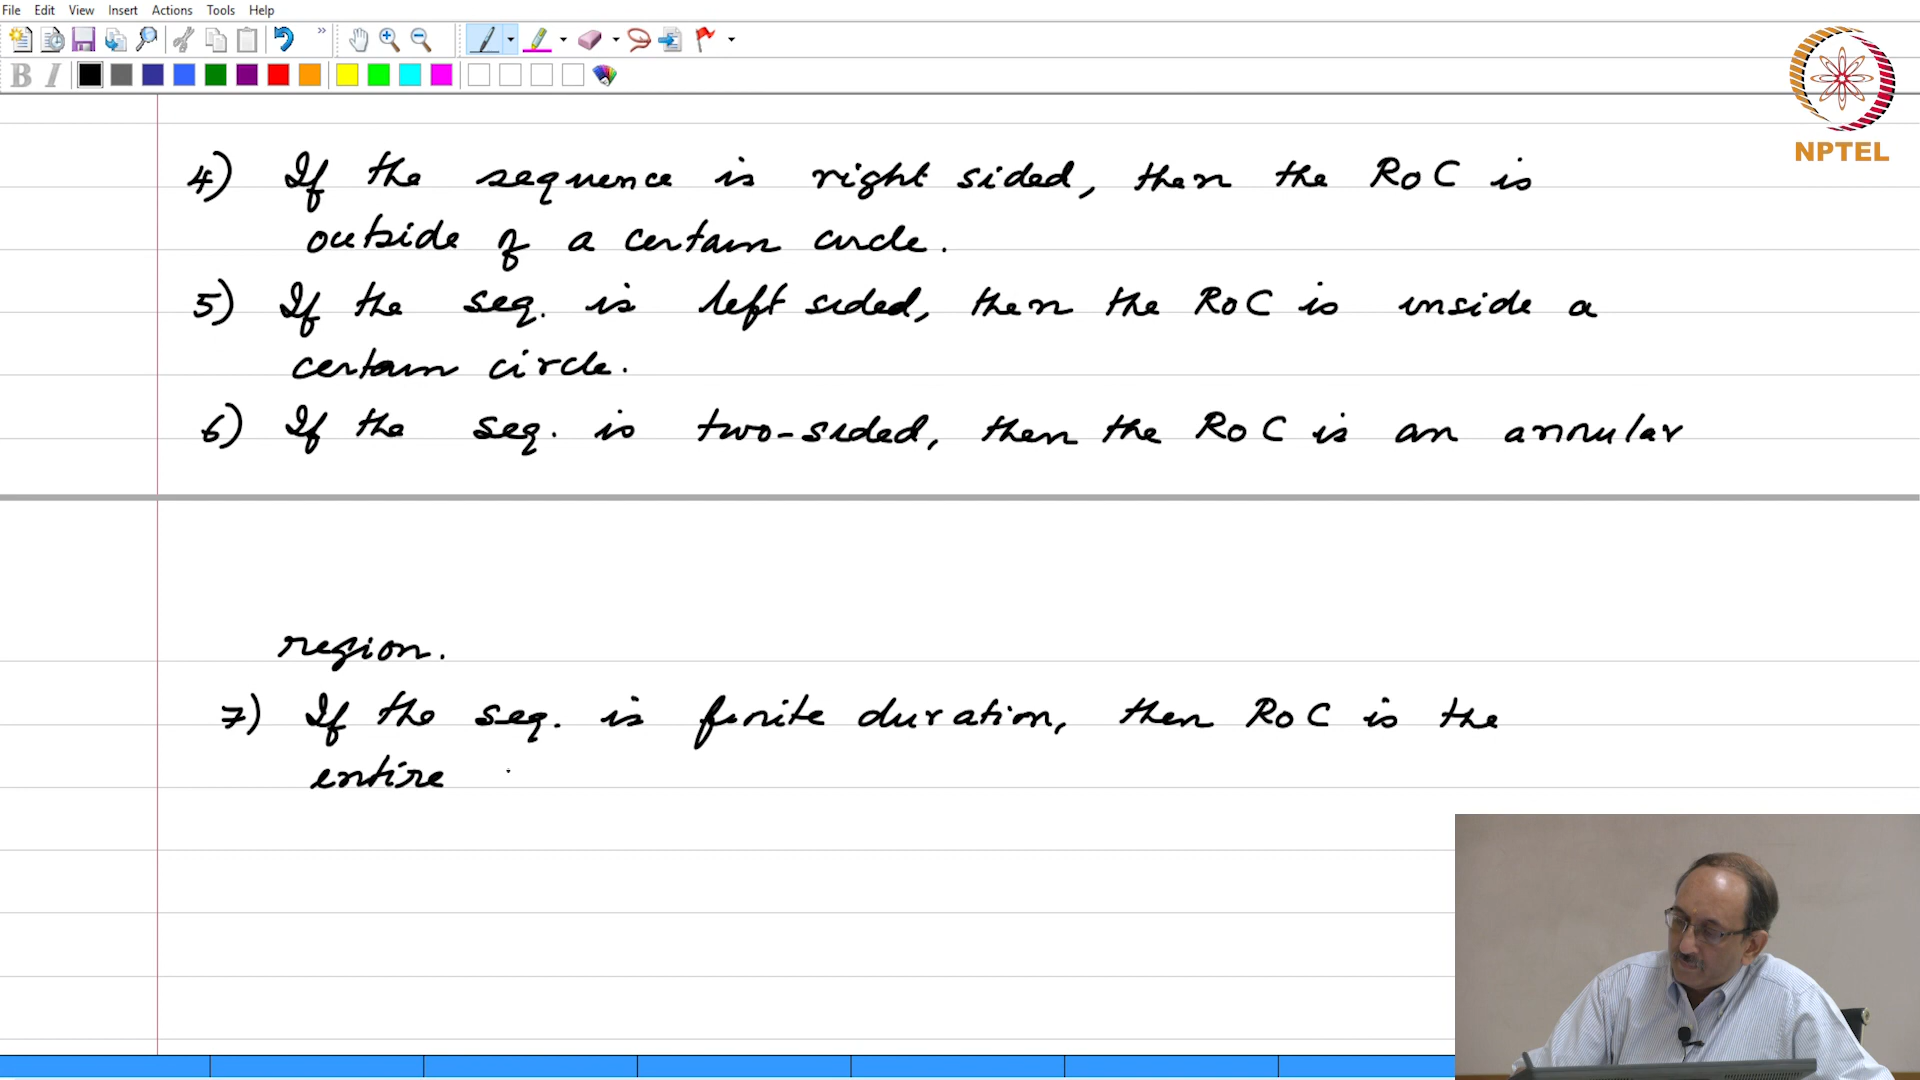 File Edit View Insert Actions Tools Help
B I
NPTEL
4) If the sequence is right sided, then the RoC is
outside of a certain circle.
5) If the seq. is left sided, then the RoC is inside a
certain circle.
6) If the seq. is two-sided, then the RoC is an annular
region.
7) If the seq. is finite duration, then RoC is the
entire